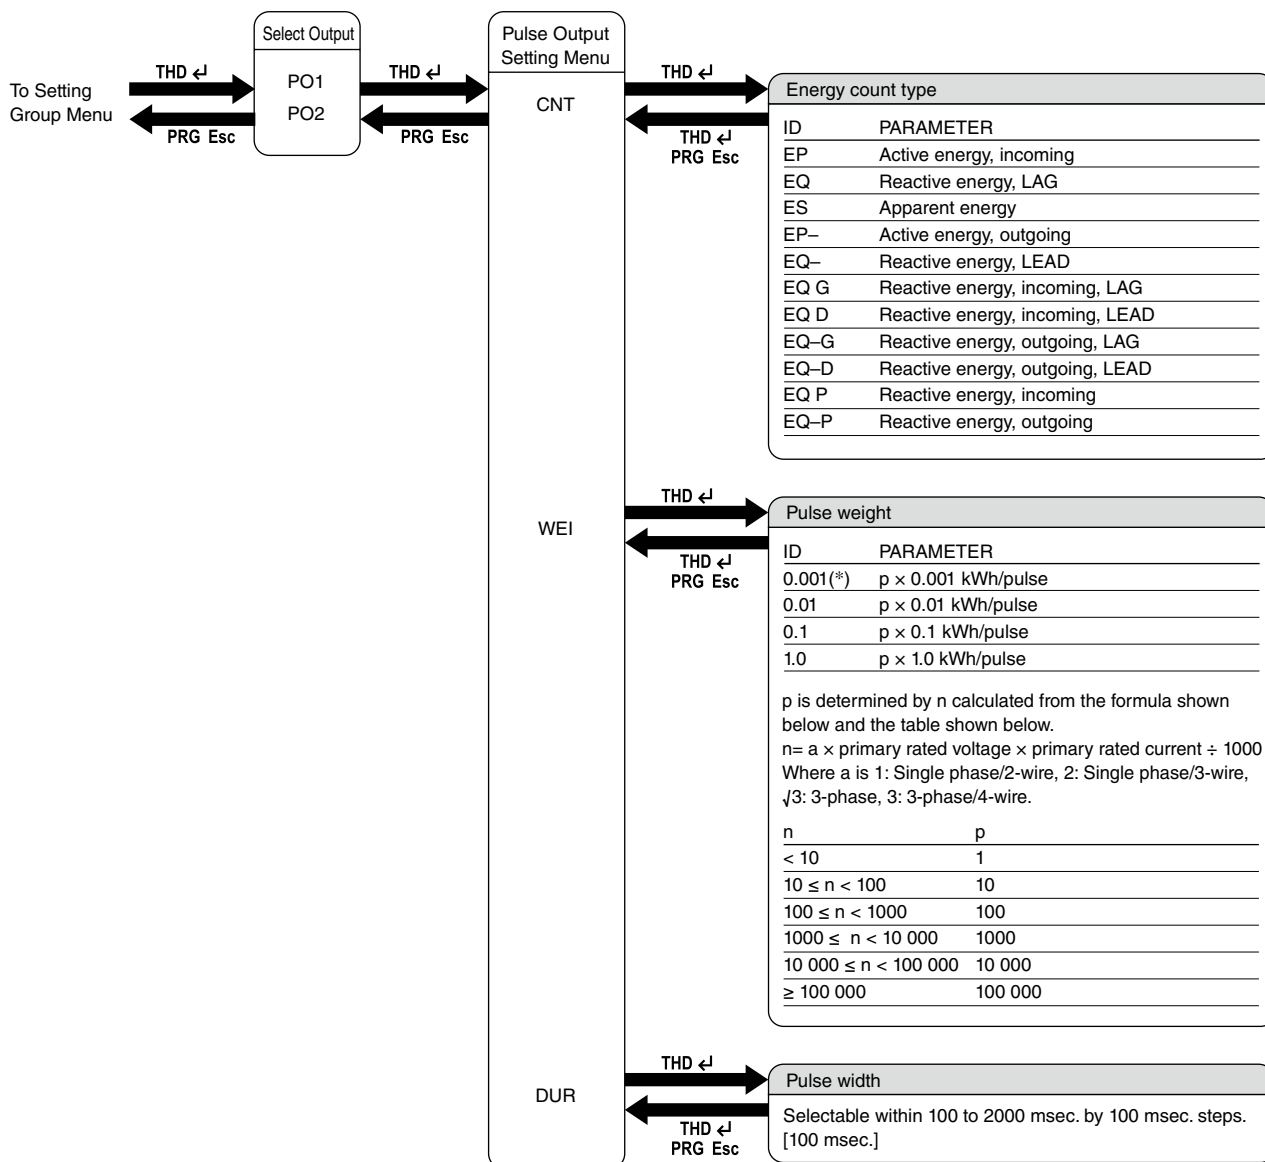 To Setting
Group Menu
THD ↵
PRG Esc
Select Output
PO1
PO2
THD ↵
PRG Esc
Pulse Output
Setting Menu
CNT
THD ↵
THD ↵
PRG Esc
Energy count type
ID PARAMETER
EP Active energy, incoming
EQ Reactive energy, LAG
ES Apparent energy
EP– Active energy, outgoing
EQ– Reactive energy, LEAD
EQ G Reactive energy, incoming, LAG
EQ D Reactive energy, incoming, LEAD
EQ–G Reactive energy, outgoing, LAG
EQ–D Reactive energy, outgoing, LEAD
EQ P Reactive energy, incoming
EQ–P Reactive energy, outgoing
WEI
THD ↵
THD ↵
PRG Esc
Pulse weight
ID PARAMETER
0.001(*) p × 0.001 kWh/pulse
0.01 p × 0.01 kWh/pulse
0.1 p × 0.1 kWh/pulse
1.0 p × 1.0 kWh/pulse
p is determined by n calculated from the formula shown
below and the table shown below.
n= a × primary rated voltage × primary rated current ÷ 1000
Where a is 1: Single phase/2-wire, 2: Single phase/3-wire,
√3: 3-phase, 3: 3-phase/4-wire.
n p
< 10 1
10 ≤ n < 100 10
100 ≤ n < 1000 100
1000 ≤ n < 10 000 1000
10 000 ≤ n < 100 000 10 000
≥ 100 000 100 000
DUR
THD ↵
THD ↵
PRG Esc
Pulse width
Selectable within 100 to 2000 msec. by 100 msec. steps.
[100 msec.]